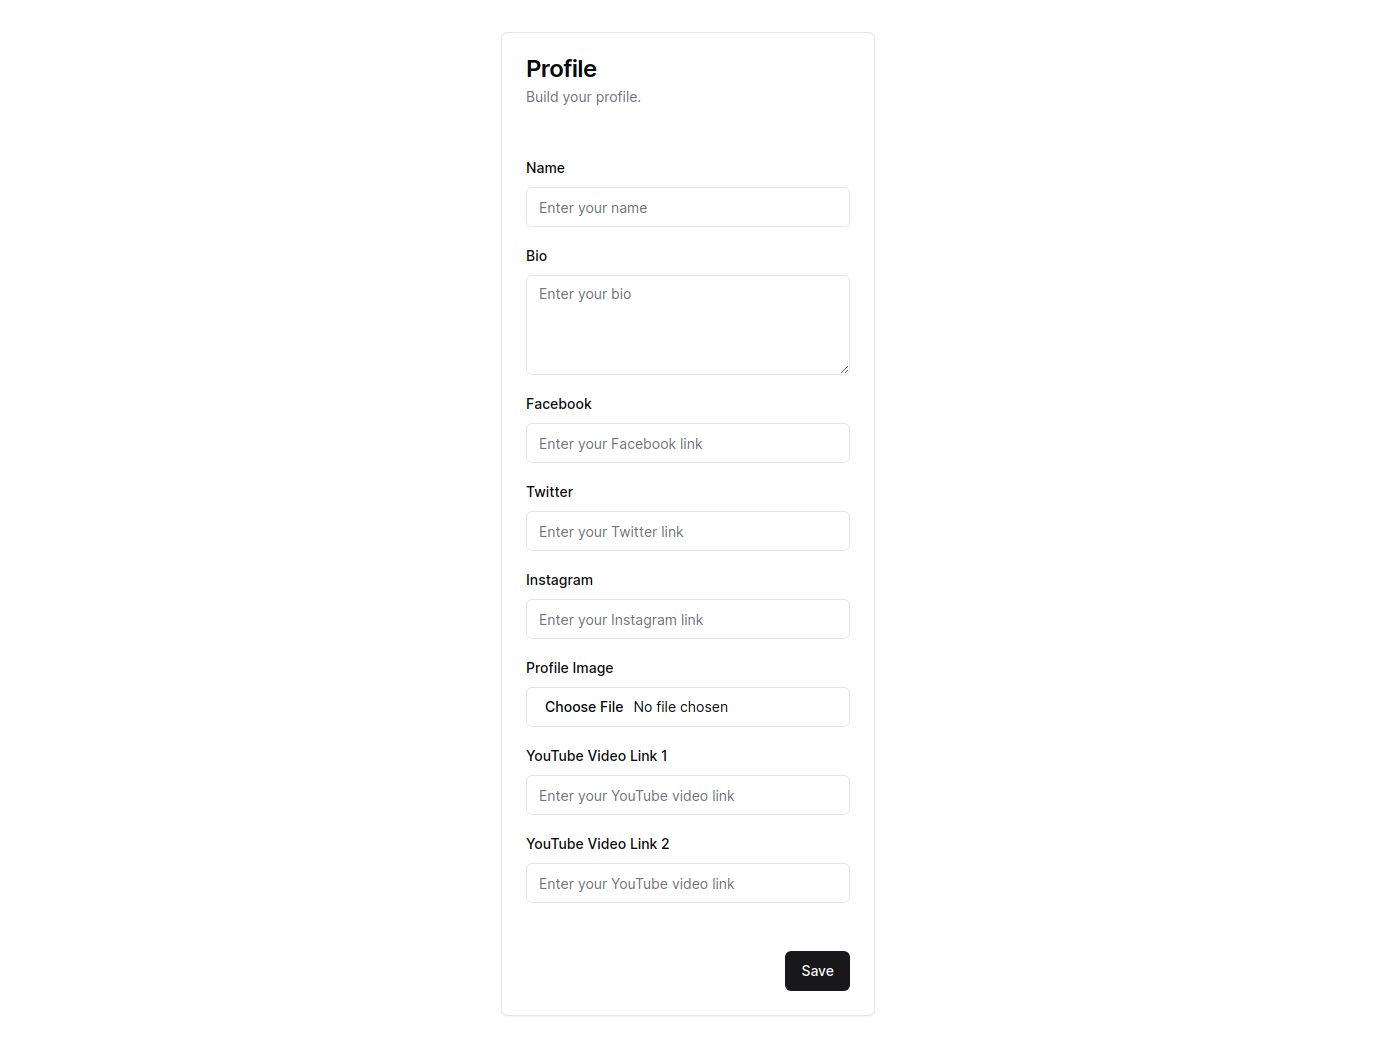 Profile
Build your profile.
Name
Enter your name
Bio
Enter your bio
Facebook
Enter your Facebook link
Twitter
Enter your Twitter link
Instagram
Enter your Instagram link
Profile Image
Choose File No file chosen
YouTube Video Link 1
Enter your YouTube video link
YouTube Video Link 2
Enter your YouTube video link
Save